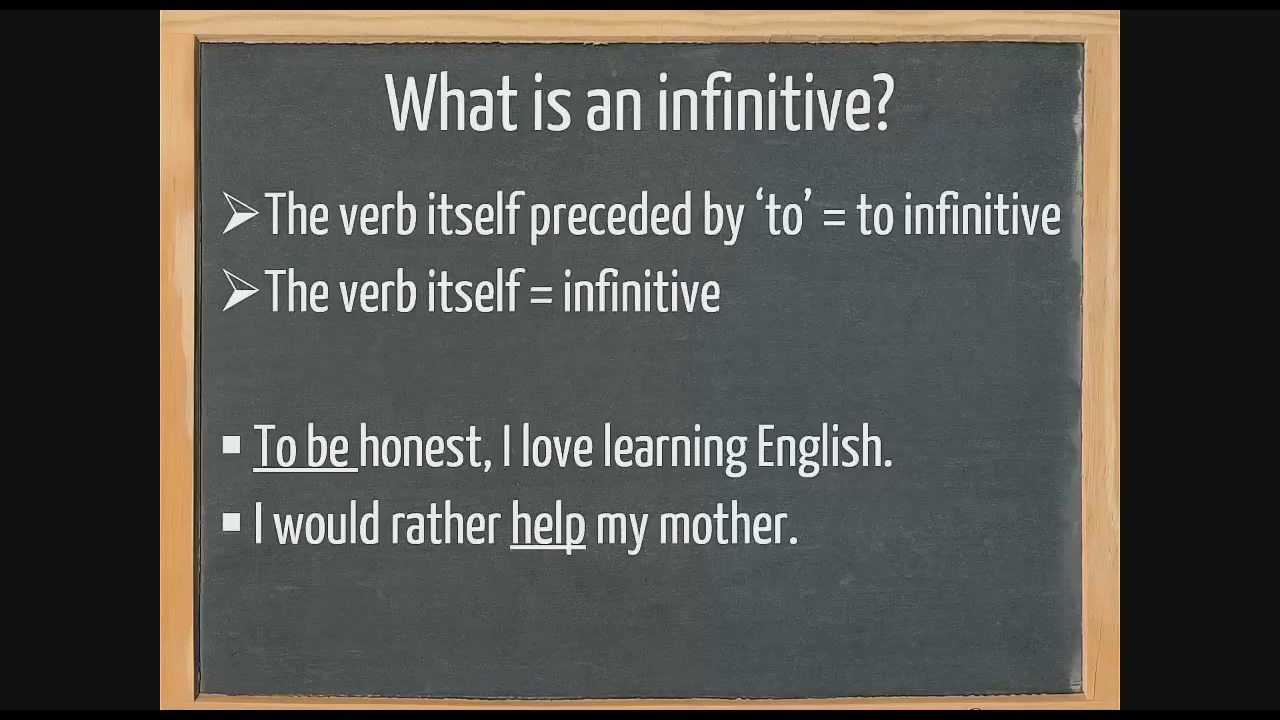 What is an infinitive?
➢The verb itself preceded by ‘to’ = to infinitive
➢The verb itself = infinitive
▪ To be honest, I love learning English.
▪ I would rather help my mother.